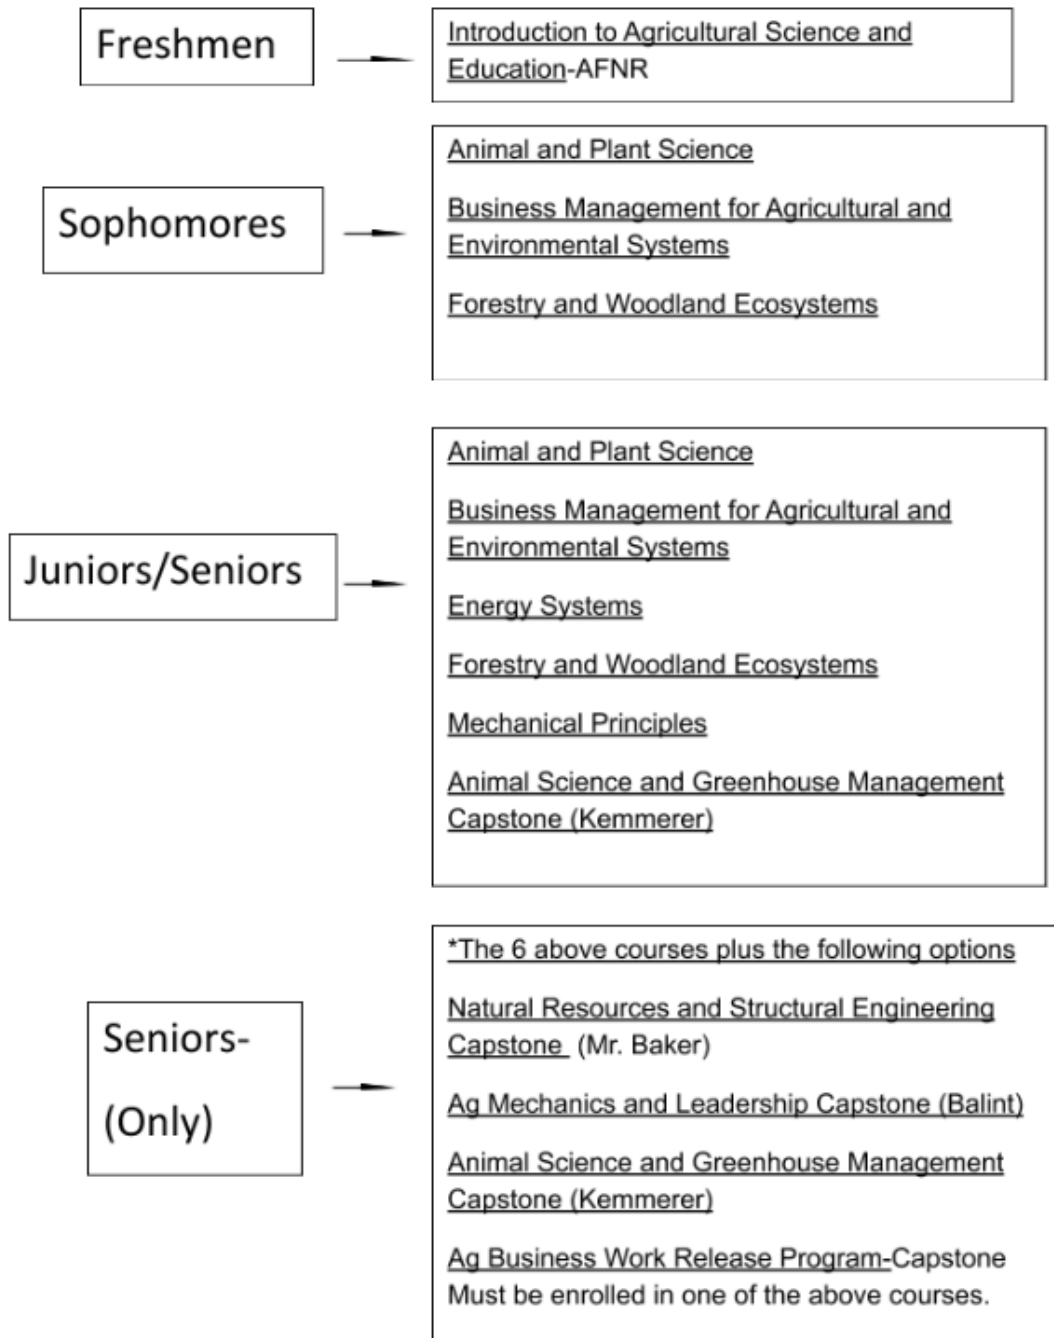 Freshmen
Introduction to Agricultural Science and
Education-AFNR
Sophomores
Animal and Plant Science
Business Management for Agricultural and
Environmental Systems
Forestry and Woodland Ecosystems
Juniors/Seniors
Animal and Plant Science
Business Management for Agricultural and
Environmental Systems
Energy Systems
Forestry and Woodland Ecosystems
Mechanical Principles
Animal Science and Greenhouse Management
Capstone (Kemmerer)
Seniors-
(Only)
*The 6 above courses plus the following options
Natural Resources and Structural Engineering
Capstone (Mr. Baker)
Ag Mechanics and Leadership Capstone (Balint)
Animal Science and Greenhouse Management
Capstone (Kemmerer)
Ag Business Work Release Program-Capstone
Must be enrolled in one of the above courses.